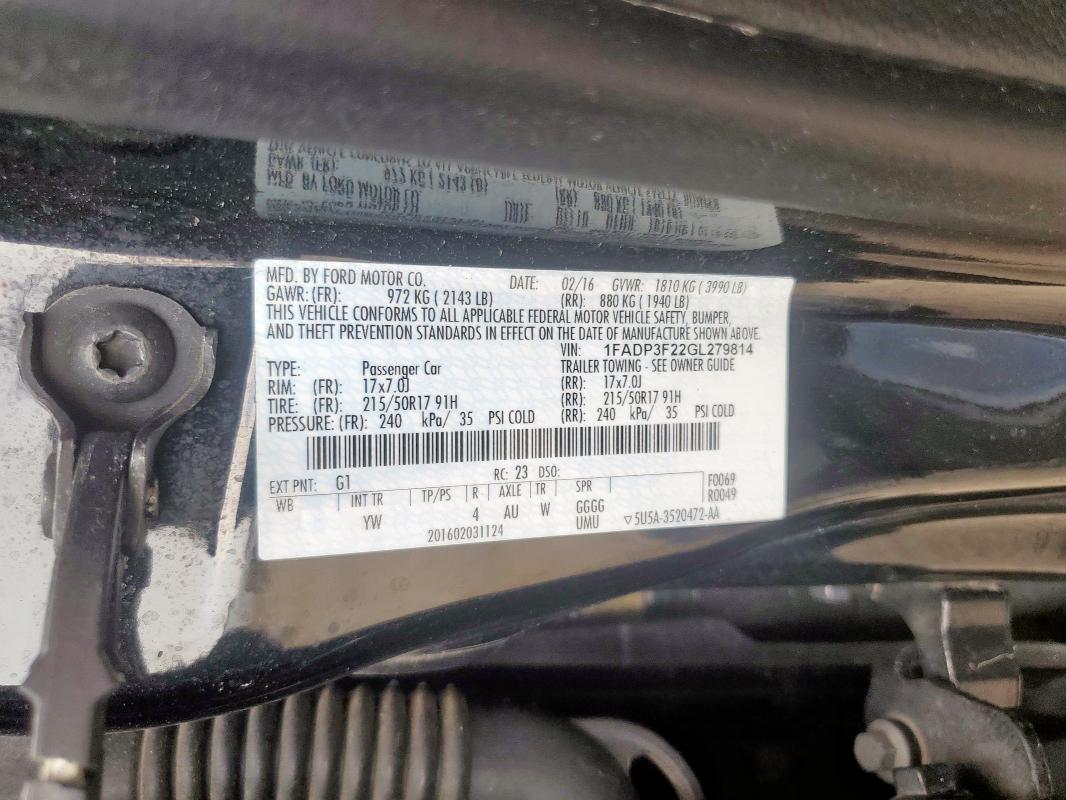 MFD. BY FORD MOTOR CO. DATE: 02/16 GVWR: 1810 KG ( 3990 LB)
GAWR: (FR): 972 KG ( 2143 LB) (RR): 880 KG ( 1940 LB)
THIS VEHICLE CONFORMS TO ALL APPLICABLE FEDERAL MOTOR VEHICLE SAFETY, BUMPER,
AND THEFT PREVENTION STANDARDS IN EFFECT ON THE DATE OF MANUFACTURE SHOWN ABOVE.
VIN: 1FADP3F22GL279814
TYPE: Passenger Car TRAILER TOWING - SEE OWNER GUIDE
RIM: (FR): 17x7.0J (RR): 17x7.0J
TIRE: (FR): 215/50R17 91H (RR): 215/50R17 91H
PRESSURE: (FR): 240 kPa/ 35 PSI COLD (RR): 240 kPa/ 35 PSI COLD
EXT PNT: G1 RC: 23 DSO: F0069
WB INT TR TP/PS R AXLE TR SPR R0049
YW 4 AU W GGGG
UMU ▽5U5A-3520472-AA
201602031124